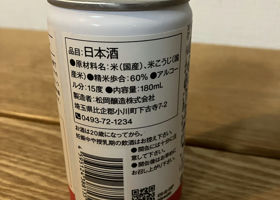 品目:日本酒
●原材料名:米(国産)、米こうじ(国
産米)●精米歩合:60% ●アルコー
ル分:15度 ●内容量:180mL
製造者:松岡醸造株式会社
埼玉県比企郡小川町下古寺7-2
0493-72-1234
お酒は20歳になってから。
妊娠中や授乳期の飲酒はお控え下さい。